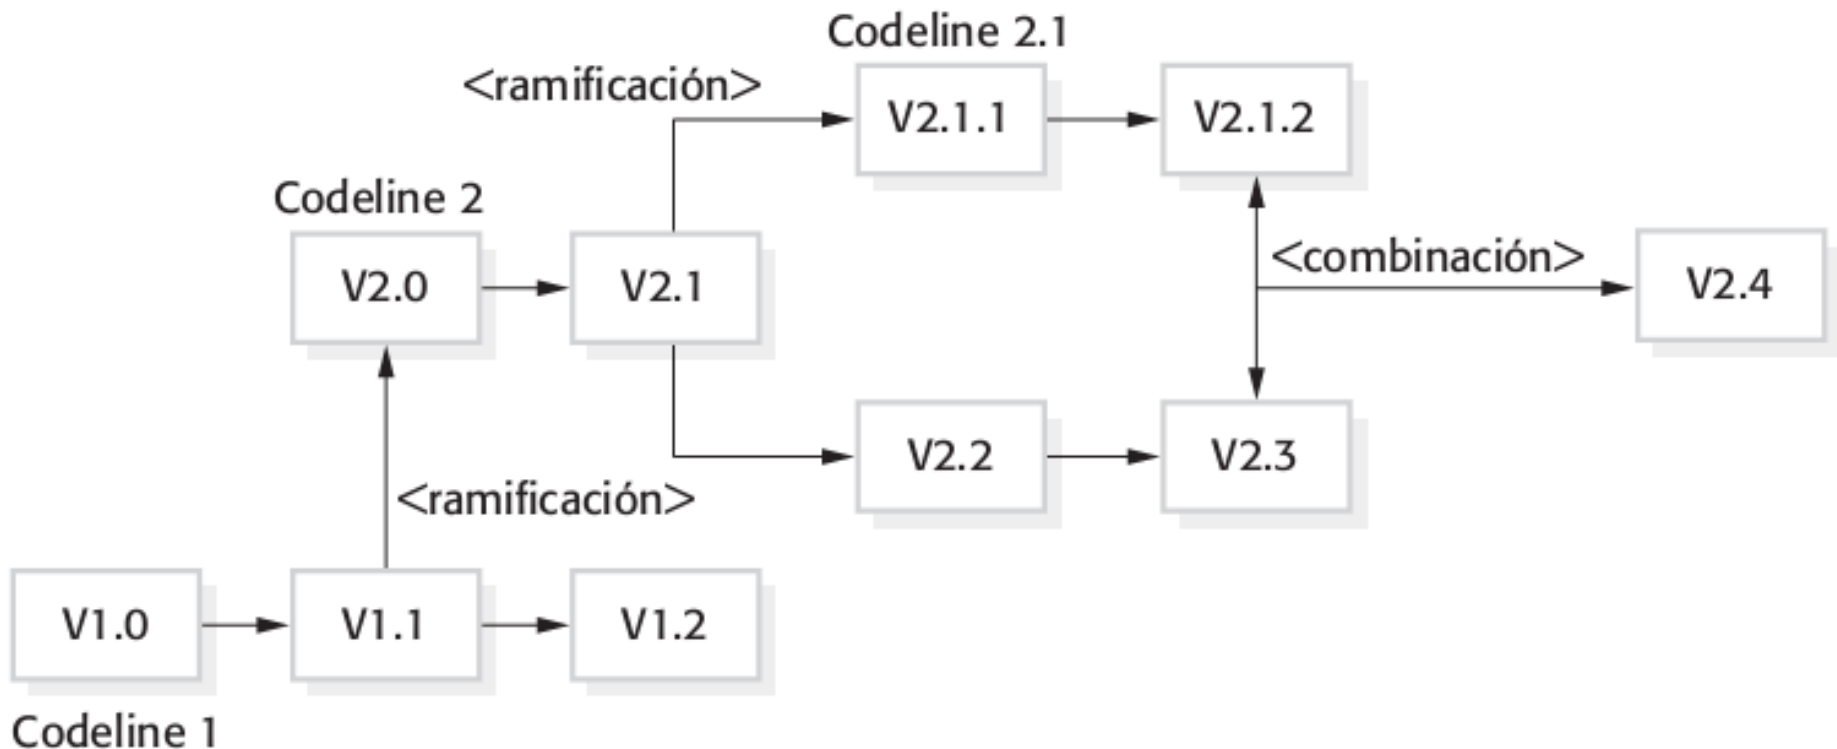 Codeline 2.1
<ramificación>
V2.1.1
V2.1.2
Codeline 2
V2.0
V2.1
<combinación>
V2.4
V2.2
V2.3
<ramificación>
V1.0
V1.1
V1.2
Codeline 1